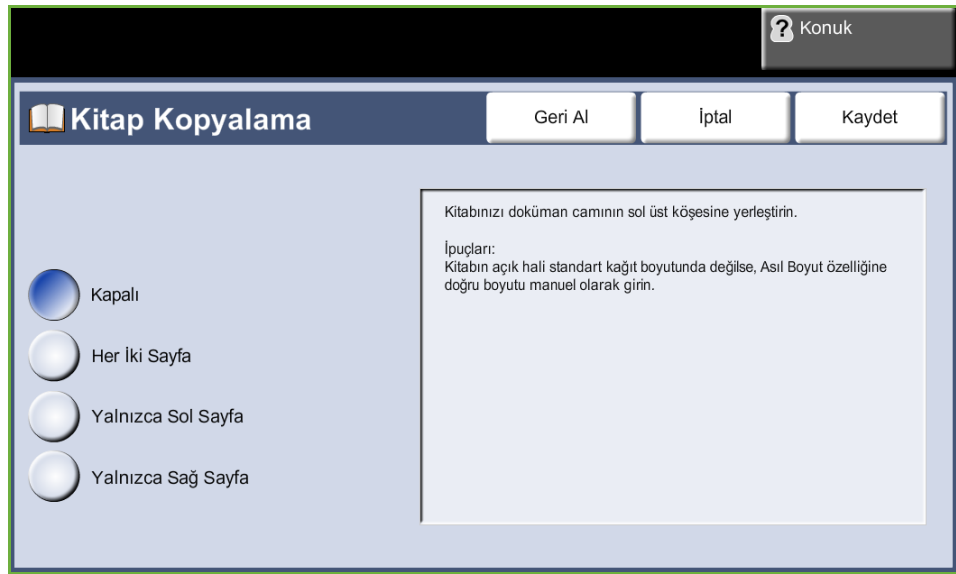 Konuk
Kitap Kopyalama
Geri Al
İptal
Kaydet
Kitabınızı doküman camının sol üst köşesine yerleştirin.
İpuçları:
Kitabın açık hali standart kağıt boyutunda değilse, Asıl Boyut özelliğine
doğru boyutu manuel olarak girin.
Kapalı
Her İki Sayfa
Yalnızca Sol Sayfa
Yalnızca Sağ Sayfa